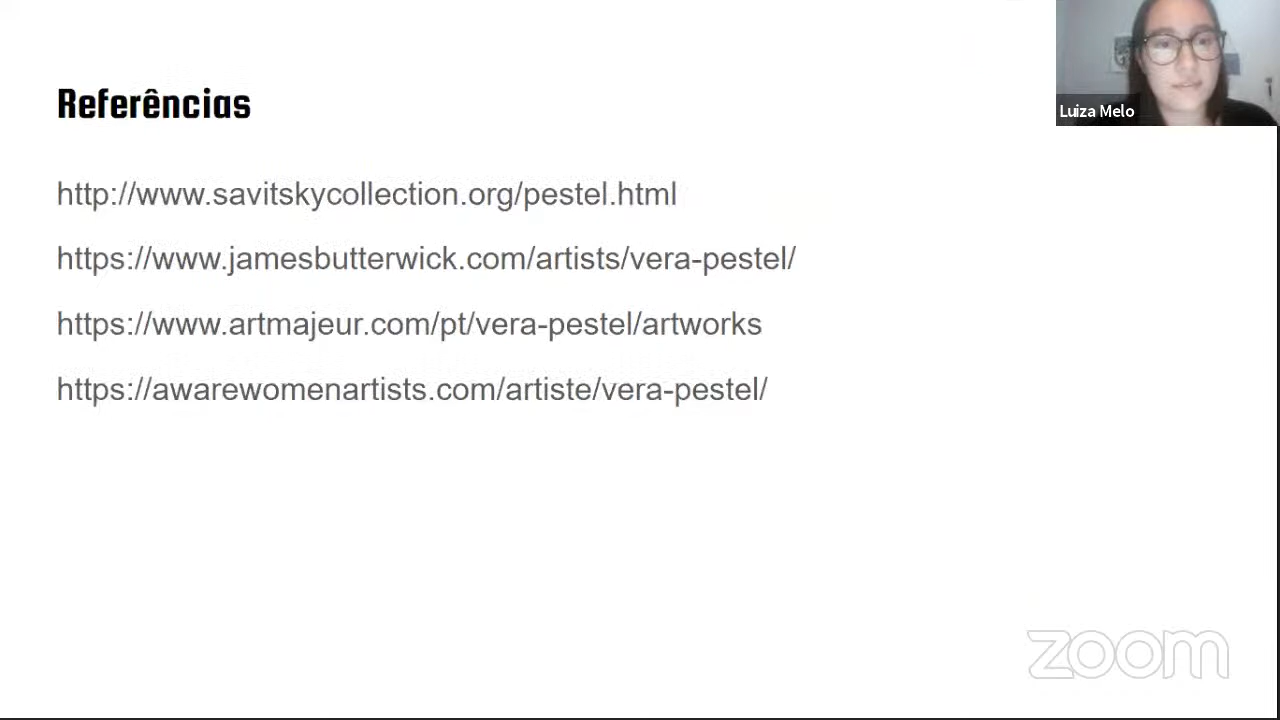 Referências
http://www.savitskycollection.org/pestel.html
https://www.jamesbutterwick.com/artists/vera-pestel/
https://www.artmajeur.com/pt/vera-pestel/artworks
https://awarewomenartists.com/artiste/vera-pestel/
Luiza Melo
zoom